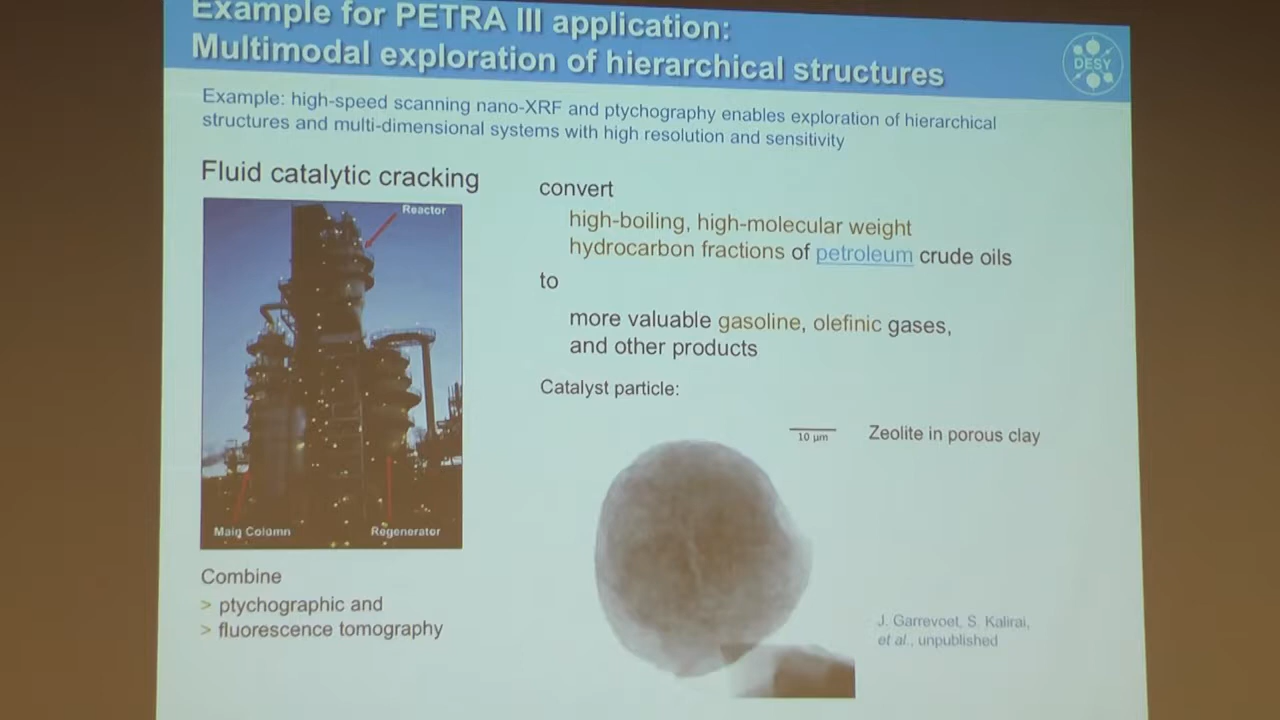 Example for PETRA III application:
Multimodal exploration of hierarchical structures
DESY
Example: high-speed scanning nano-XRF and ptychography enables exploration of hierarchical
structures and multi-dimensional systems with high resolution and sensitivity
Fluid catalytic cracking
Reactor
Main Column
Regenerator
Combine
> ptychographic and
> fluorescence tomography
convert
high-boiling, high-molecular weight
hydrocarbon fractions of petroleum crude oils
to
more valuable gasoline, olefinic gases,
and other products
Catalyst particle:
10 µm
Zeolite in porous clay
J. Garrevoet, S. Kalirai,
et al., unpublished